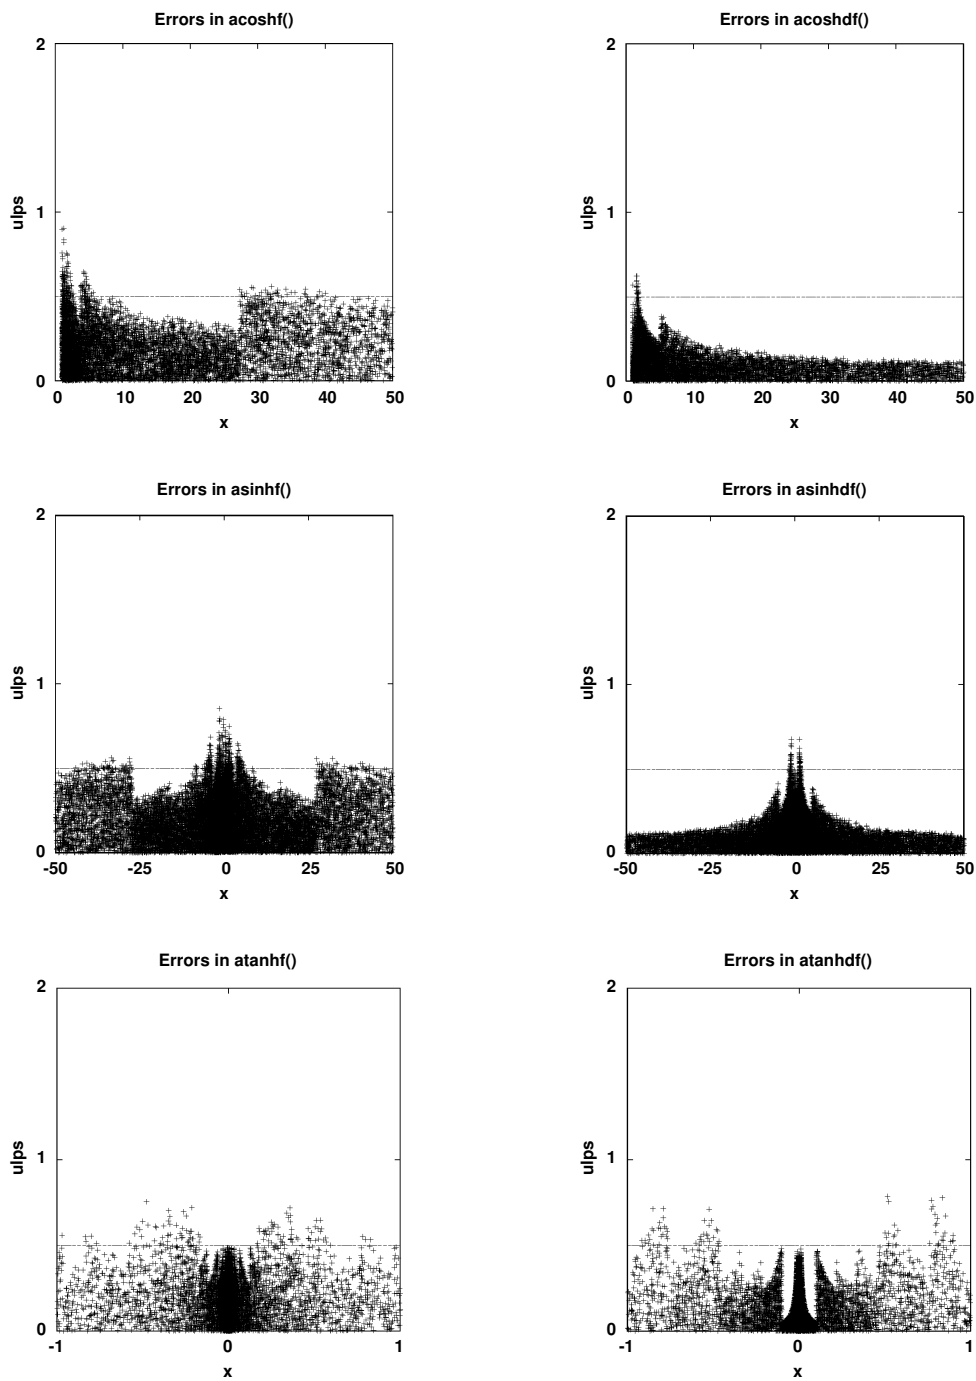 Errors in acoshf()
2
1
0
ulps
0 10 20 30 40 50
x
Errors in acoshdf()
2
1
0
ulps
0 10 20 30 40 50
x
Errors in asinhf()
2
1
0
ulps
-50 -25 0 25 50
x
Errors in asinhdf()
2
1
0
ulps
-50 -25 0 25 50
x
Errors in atanhf()
2
1
0
ulps
-1 0 1
x
Errors in atanhdf()
2
1
0
ulps
-1 0 1
x